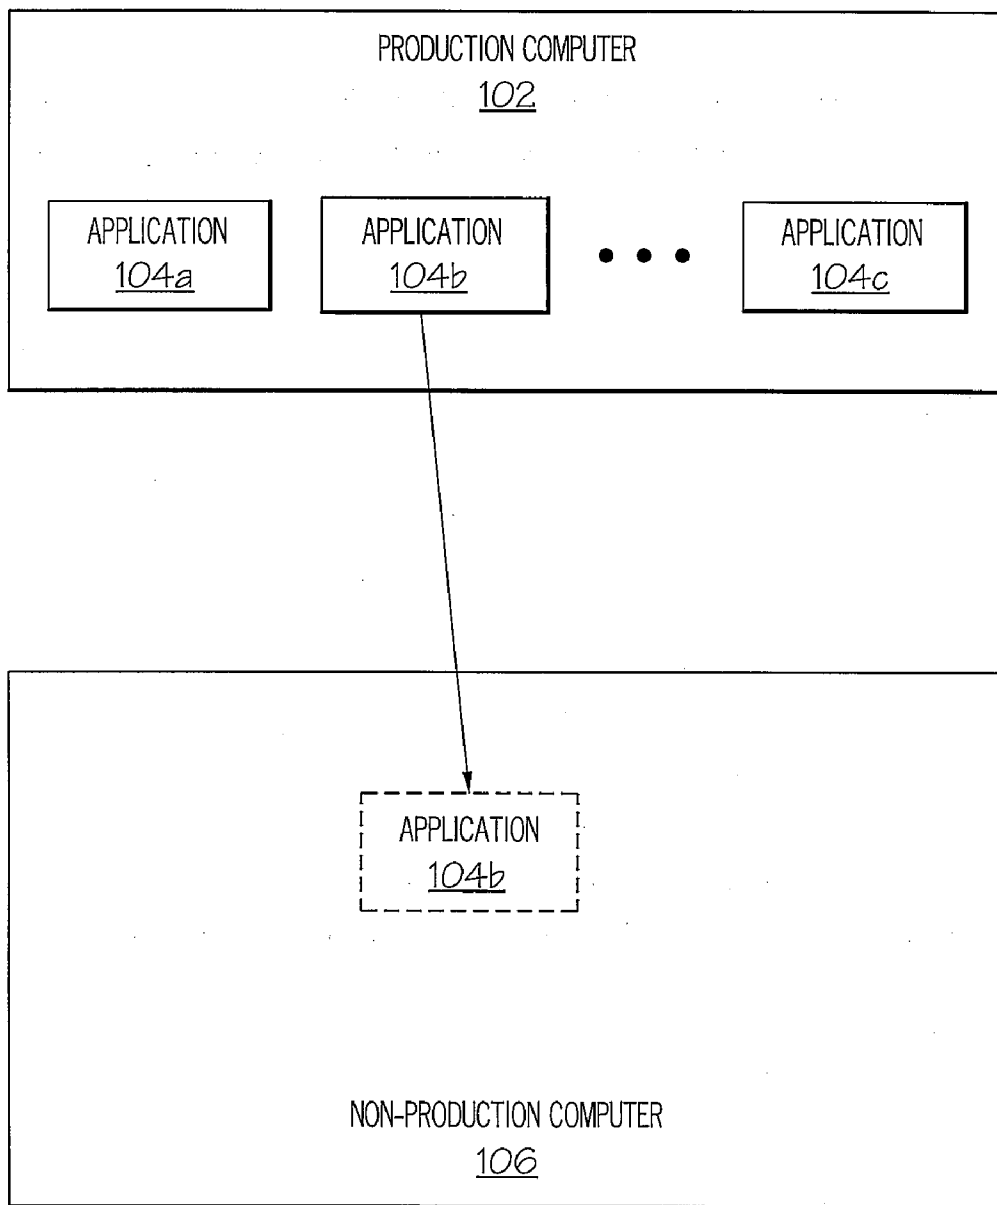 PRODUCTION COMPUTER
102
APPLICATION
104a
APPLICATION
104b
APPLICATION
104c
APPLICATION
104b
NON-PRODUCTION COMPUTER
106